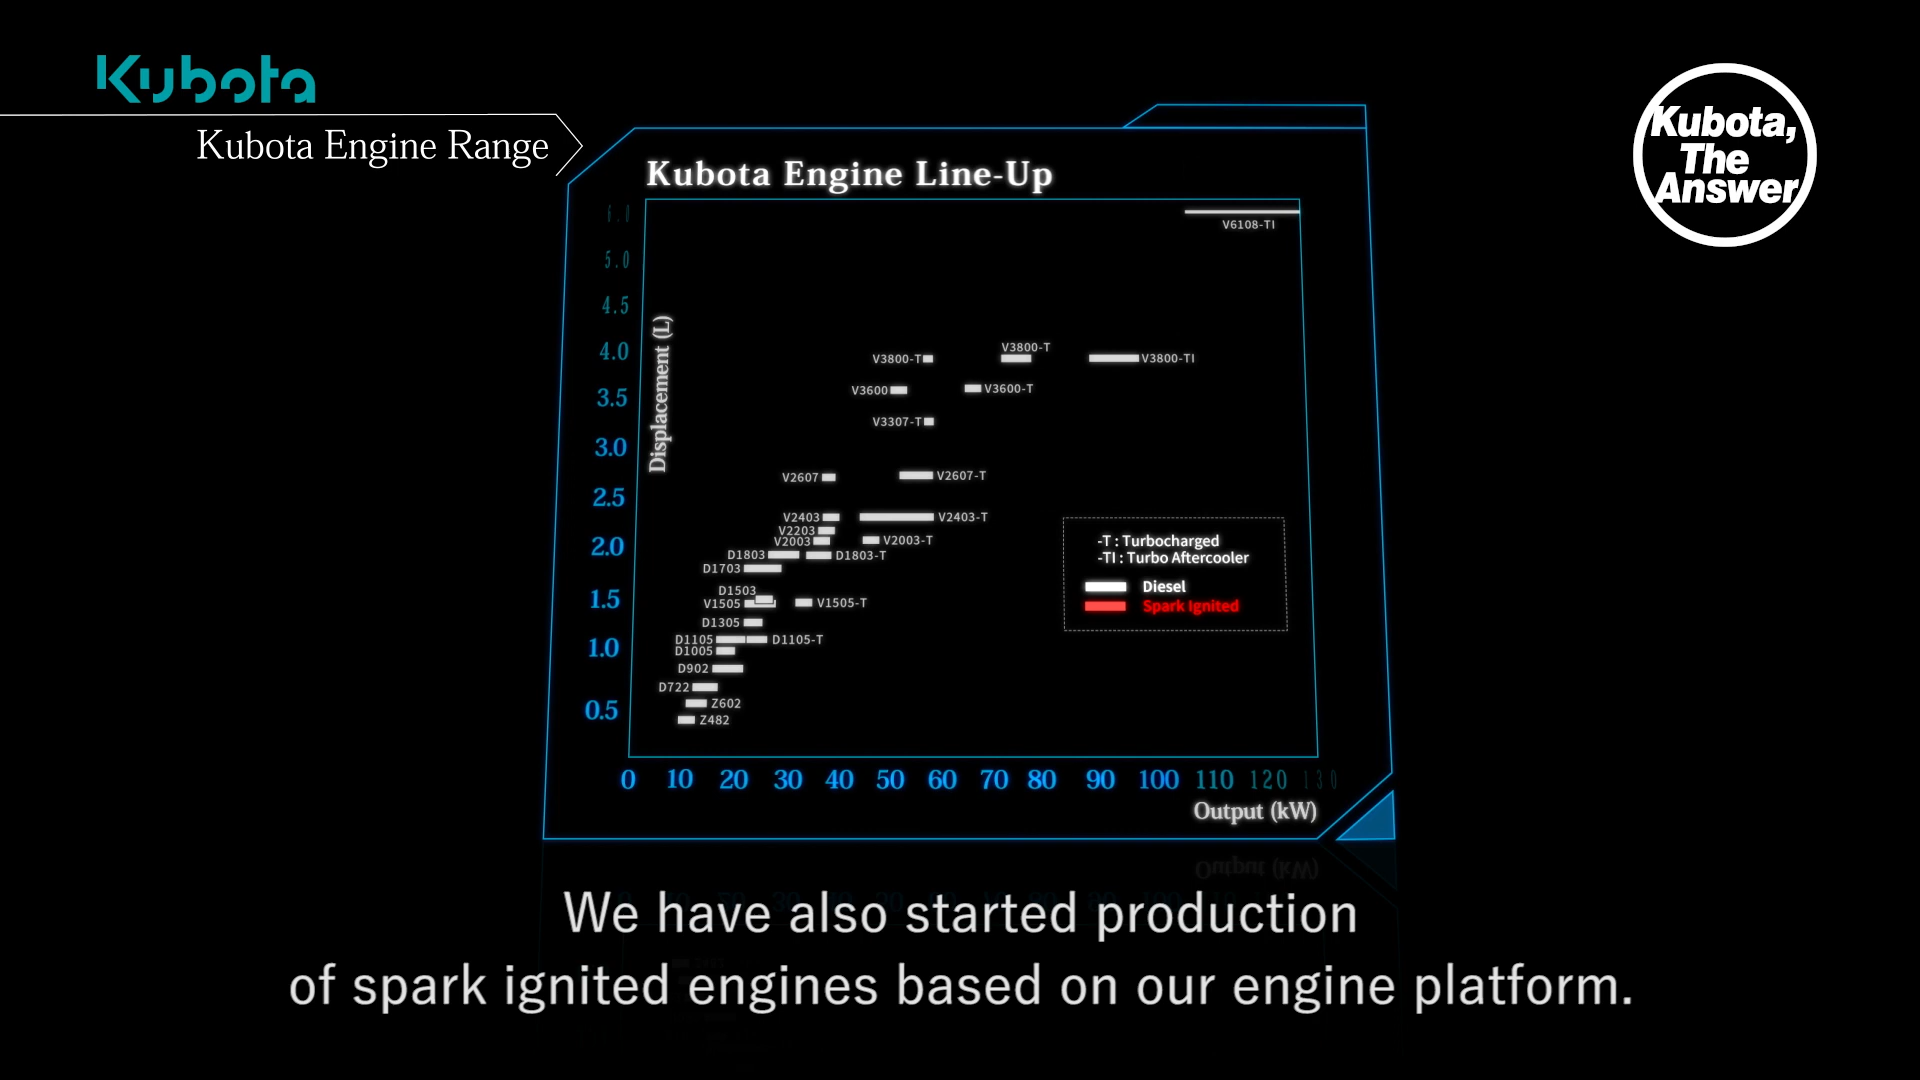 Kubota
Kubota Engine Range
Kubota,
The
Answer
Kubota Engine Line-Up
5.0
4.5
4.0
3.5
3.0
2.5
2.0
1.5
1.0
0.5
Displacement (L)
V6108-TI
V3800-T
V3800-T
V3800-TI
V3600
V3600-T
V3307-T
V2607
V2607-T
V2403
V2403-T
V2203
V2003
V2003-T
D1803
D1803-T
D1703
D1503
V1505
V1505-T
D1305
D1105
D1105-T
D1005
D902
D722
Z602
Z482
-T : Turbocharged
-TI : Turbo Aftercooler
Diesel
Spark Ignited
0 10 20 30 40 50 60 70 80 90 100 110 120 130
Output (kW)
We have also started production
of spark ignited engines based on our engine platform.